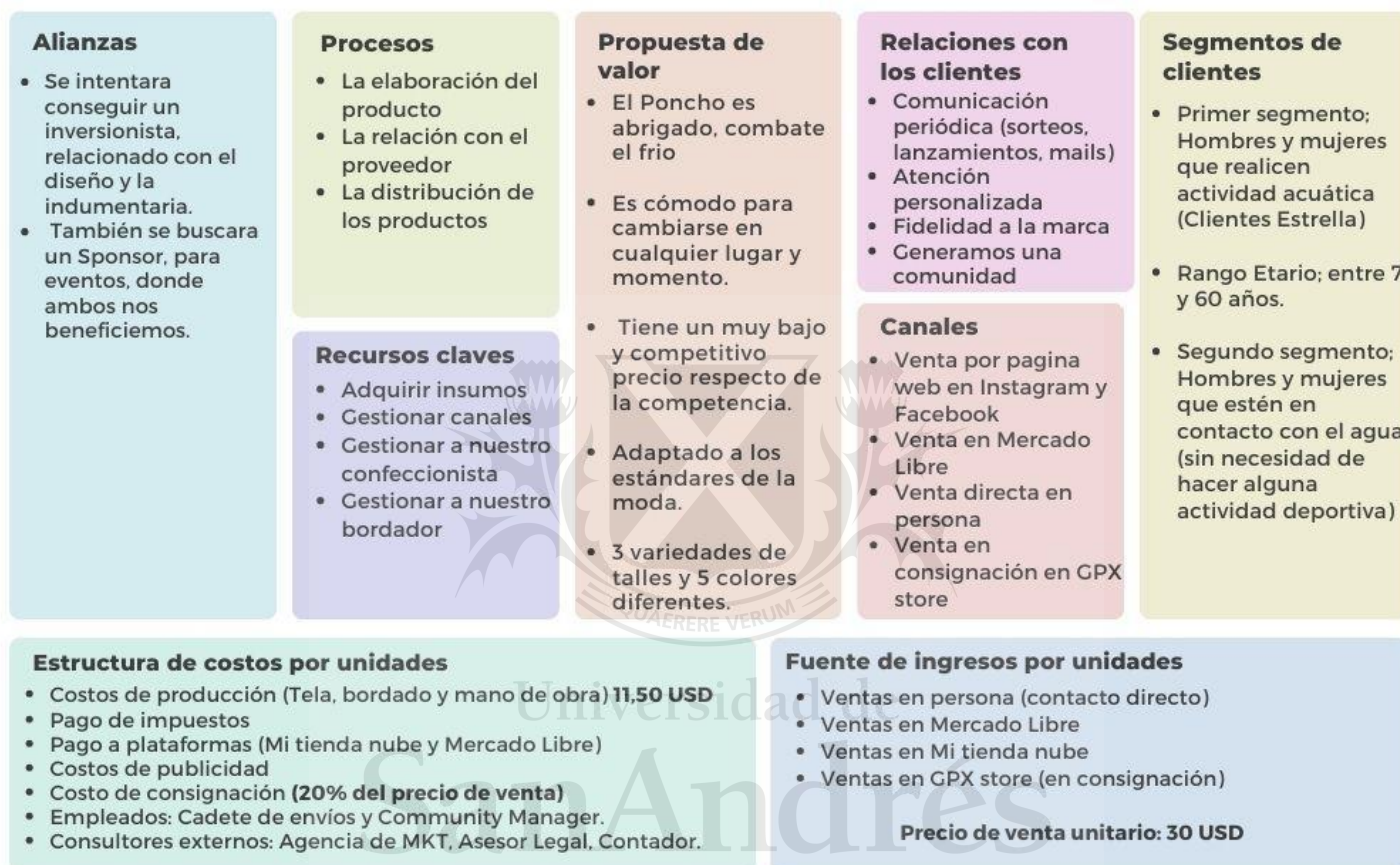 Alianzas
• Se intentara
conseguir un
inversionista,
relacionado con el
diseño y la
indumentaria.
• También se buscara
un Sponsor, para
eventos, donde
ambos nos
beneficiemos.
Procesos
• La elaboración del
producto
• La relación con el
proveedor
• La distribución de
los productos
Recursos claves
• Adquirir insumos
• Gestionar canales
• Gestionar a nuestro
confeccionista
• Gestionar a nuestro
bordador
Propuesta de
valor
• El Poncho es
abrigado, combate
el frio
• Es cómodo para
cambiarse en
cualquier lugar y
momento.
• Tiene un muy bajo
y competitivo
precio respecto de
la competencia.
• Adaptado a los
estándares de la
moda.
• 3 variedades de
talles y 5 colores
diferentes.
Relaciones con
los clientes
• Comunicación
periódica (sorteos,
lanzamientos, mails)
• Atención
personalizada
• Fidelidad a la marca
• Generamos una
comunidad
Canales
• Venta por pagina
web en Instagram y
Facebook
• Venta en Mercado
Libre
• Venta directa en
persona
• Venta en
consignación en GPX
store
Segmentos de
clientes
• Primer segmento;
Hombres y mujeres
que realicen
actividad acuática
(Clientes Estrella)
• Rango Etario; entre 7
y 60 años.
• Segundo segmento;
Hombres y mujeres
que estén en
contacto con el agua
(sin necesidad de
hacer alguna
actividad deportiva)
Estructura de costos por unidades
• Costos de producción (Tela, bordado y mano de obra) 11,50 USD
• Pago de impuestos
• Pago a plataformas (Mi tienda nube y Mercado Libre)
• Costos de publicidad
• Costo de consignación (20% del precio de venta)
• Empleados: Cadete de envíos y Community Manager.
• Consultores externos: Agencia de MKT, Asesor Legal, Contador.
Fuente de ingresos por unidades
• Ventas en persona (contacto directo)
• Ventas en Mercado Libre
• Ventas en Mi tienda nube
• Ventas en GPX store (en consignación)
Precio de venta unitario: 30 USD
QUAERERE VERUM
Universidad de
SanAndrés